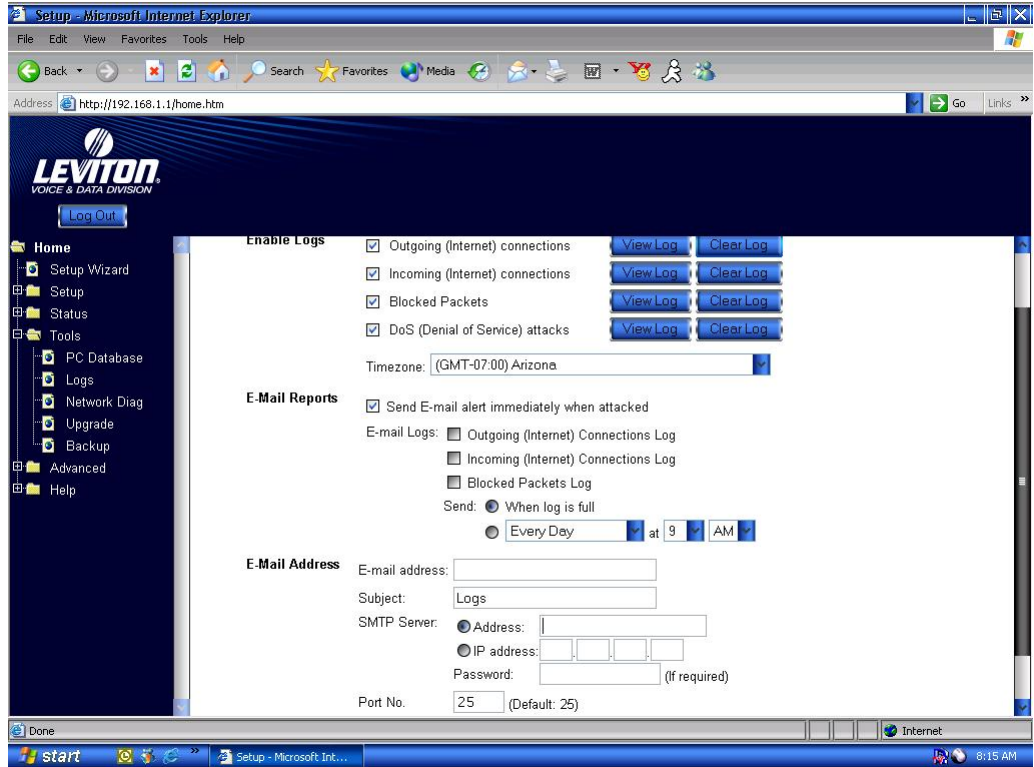 Setup - Microsoft Internet Explorer
File Edit View Favorites Tools Help
Back Search Favorites Media
Address http://192.168.1.1/home.htm Go Links »
LEVITON®
VOICE & DATA DIVISION
Log Out
Home
Setup Wizard
Setup
Status
Tools
PC Database
Logs
Network Diag
Upgrade
Backup
Advanced
Help
Enable Logs
Outgoing (Internet) connections View Log Clear Log
Incoming (Internet) connections View Log Clear Log
Blocked Packets View Log Clear Log
DoS (Denial of Service) attacks View Log Clear Log
Timezone: (GMT-07:00) Arizona
E-Mail Reports
Send E-mail alert immediately when attacked
E-mail Logs: Outgoing (Internet) Connections Log
Incoming (Internet) Connections Log
Blocked Packets Log
Send: When log is full
Every Day at 9 AM
E-Mail Address
E-mail address:
Subject: Logs
SMTP Server: Address:
IP address: . . .
Password: (If required)
Port No. 25 (Default: 25)
Done Internet
start » Setup - Microsoft Int... 8:15 AM